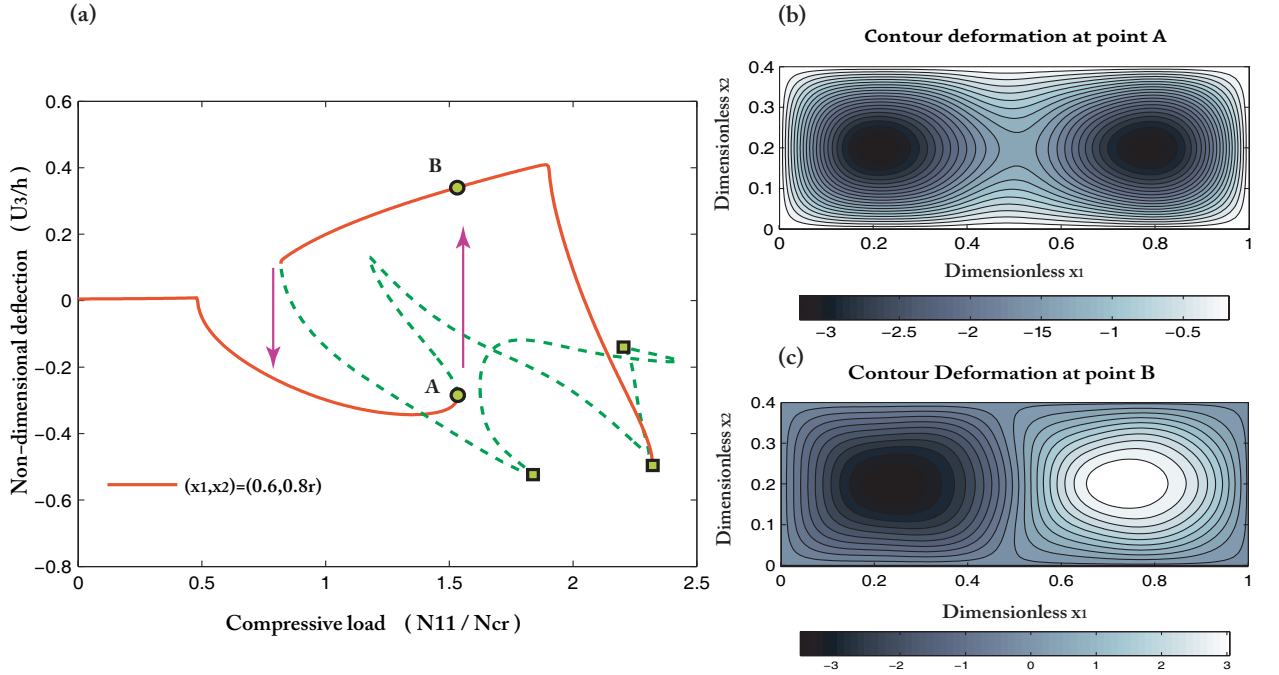 (a)
Non-dimensional deflection ( U3/h )
0.6
0.4
0.2
0
−0.2
−0.4
−0.6
−0.8
B
A
(x1,x2)=(0.6,0.8r)
0 0.5 1 1.5 2 2.5
Compressive load ( N11 / Ncr )
(b)
Contour deformation at point A
Dimensionless x2
0.4
0.3
0.2
0.1
0
0 0.2 0.4 0.6 0.8 1
Dimensionless x1
−3 −2.5 −2 −15 −1 −0.5
(c)
Contour Deformation at point B
Dimensionless x2
0.4
0.3
0.2
0.1
0
0 0.2 0.4 0.6 0.8 1
Dimensionless x1
−3 −2 −1 0 1 2 3